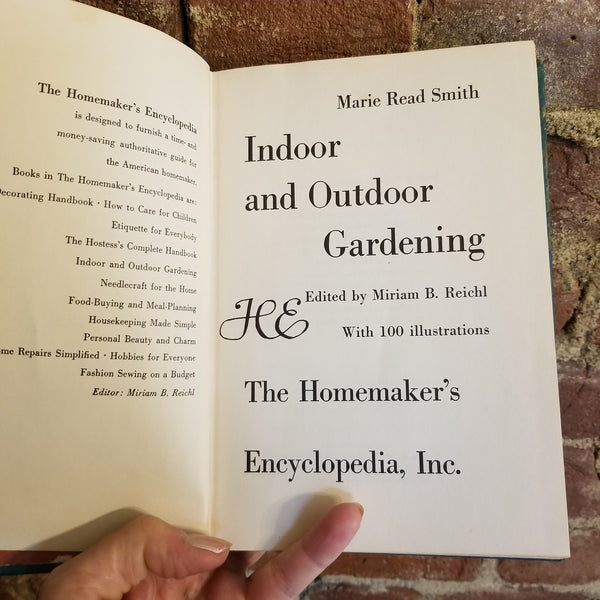 The Homemaker's Encyclopedia
is designed to furnish a time- and
money-saving authoritative guide for
the American homemaker.
Books in The Homemaker's Encyclopedia are:
Decorating Handbook • How to Care for Children
Etiquette for Everybody
The Hostess's Complete Handbook
Indoor and Outdoor Gardening
Needlecraft for the Home
Food-Buying and Meal-Planning
Housekeeping Made Simple
Personal Beauty and Charm
me Repairs Simplified • Hobbies for Everyone
Fashion Sewing on a Budget
Editor: Miriam B. Reichl
Marie Read Smith
Indoor
and Outdoor
Gardening
Edited by Miriam B. Reichl
HE
With 100 illustrations
The Homemaker's
Encyclopedia, Inc.